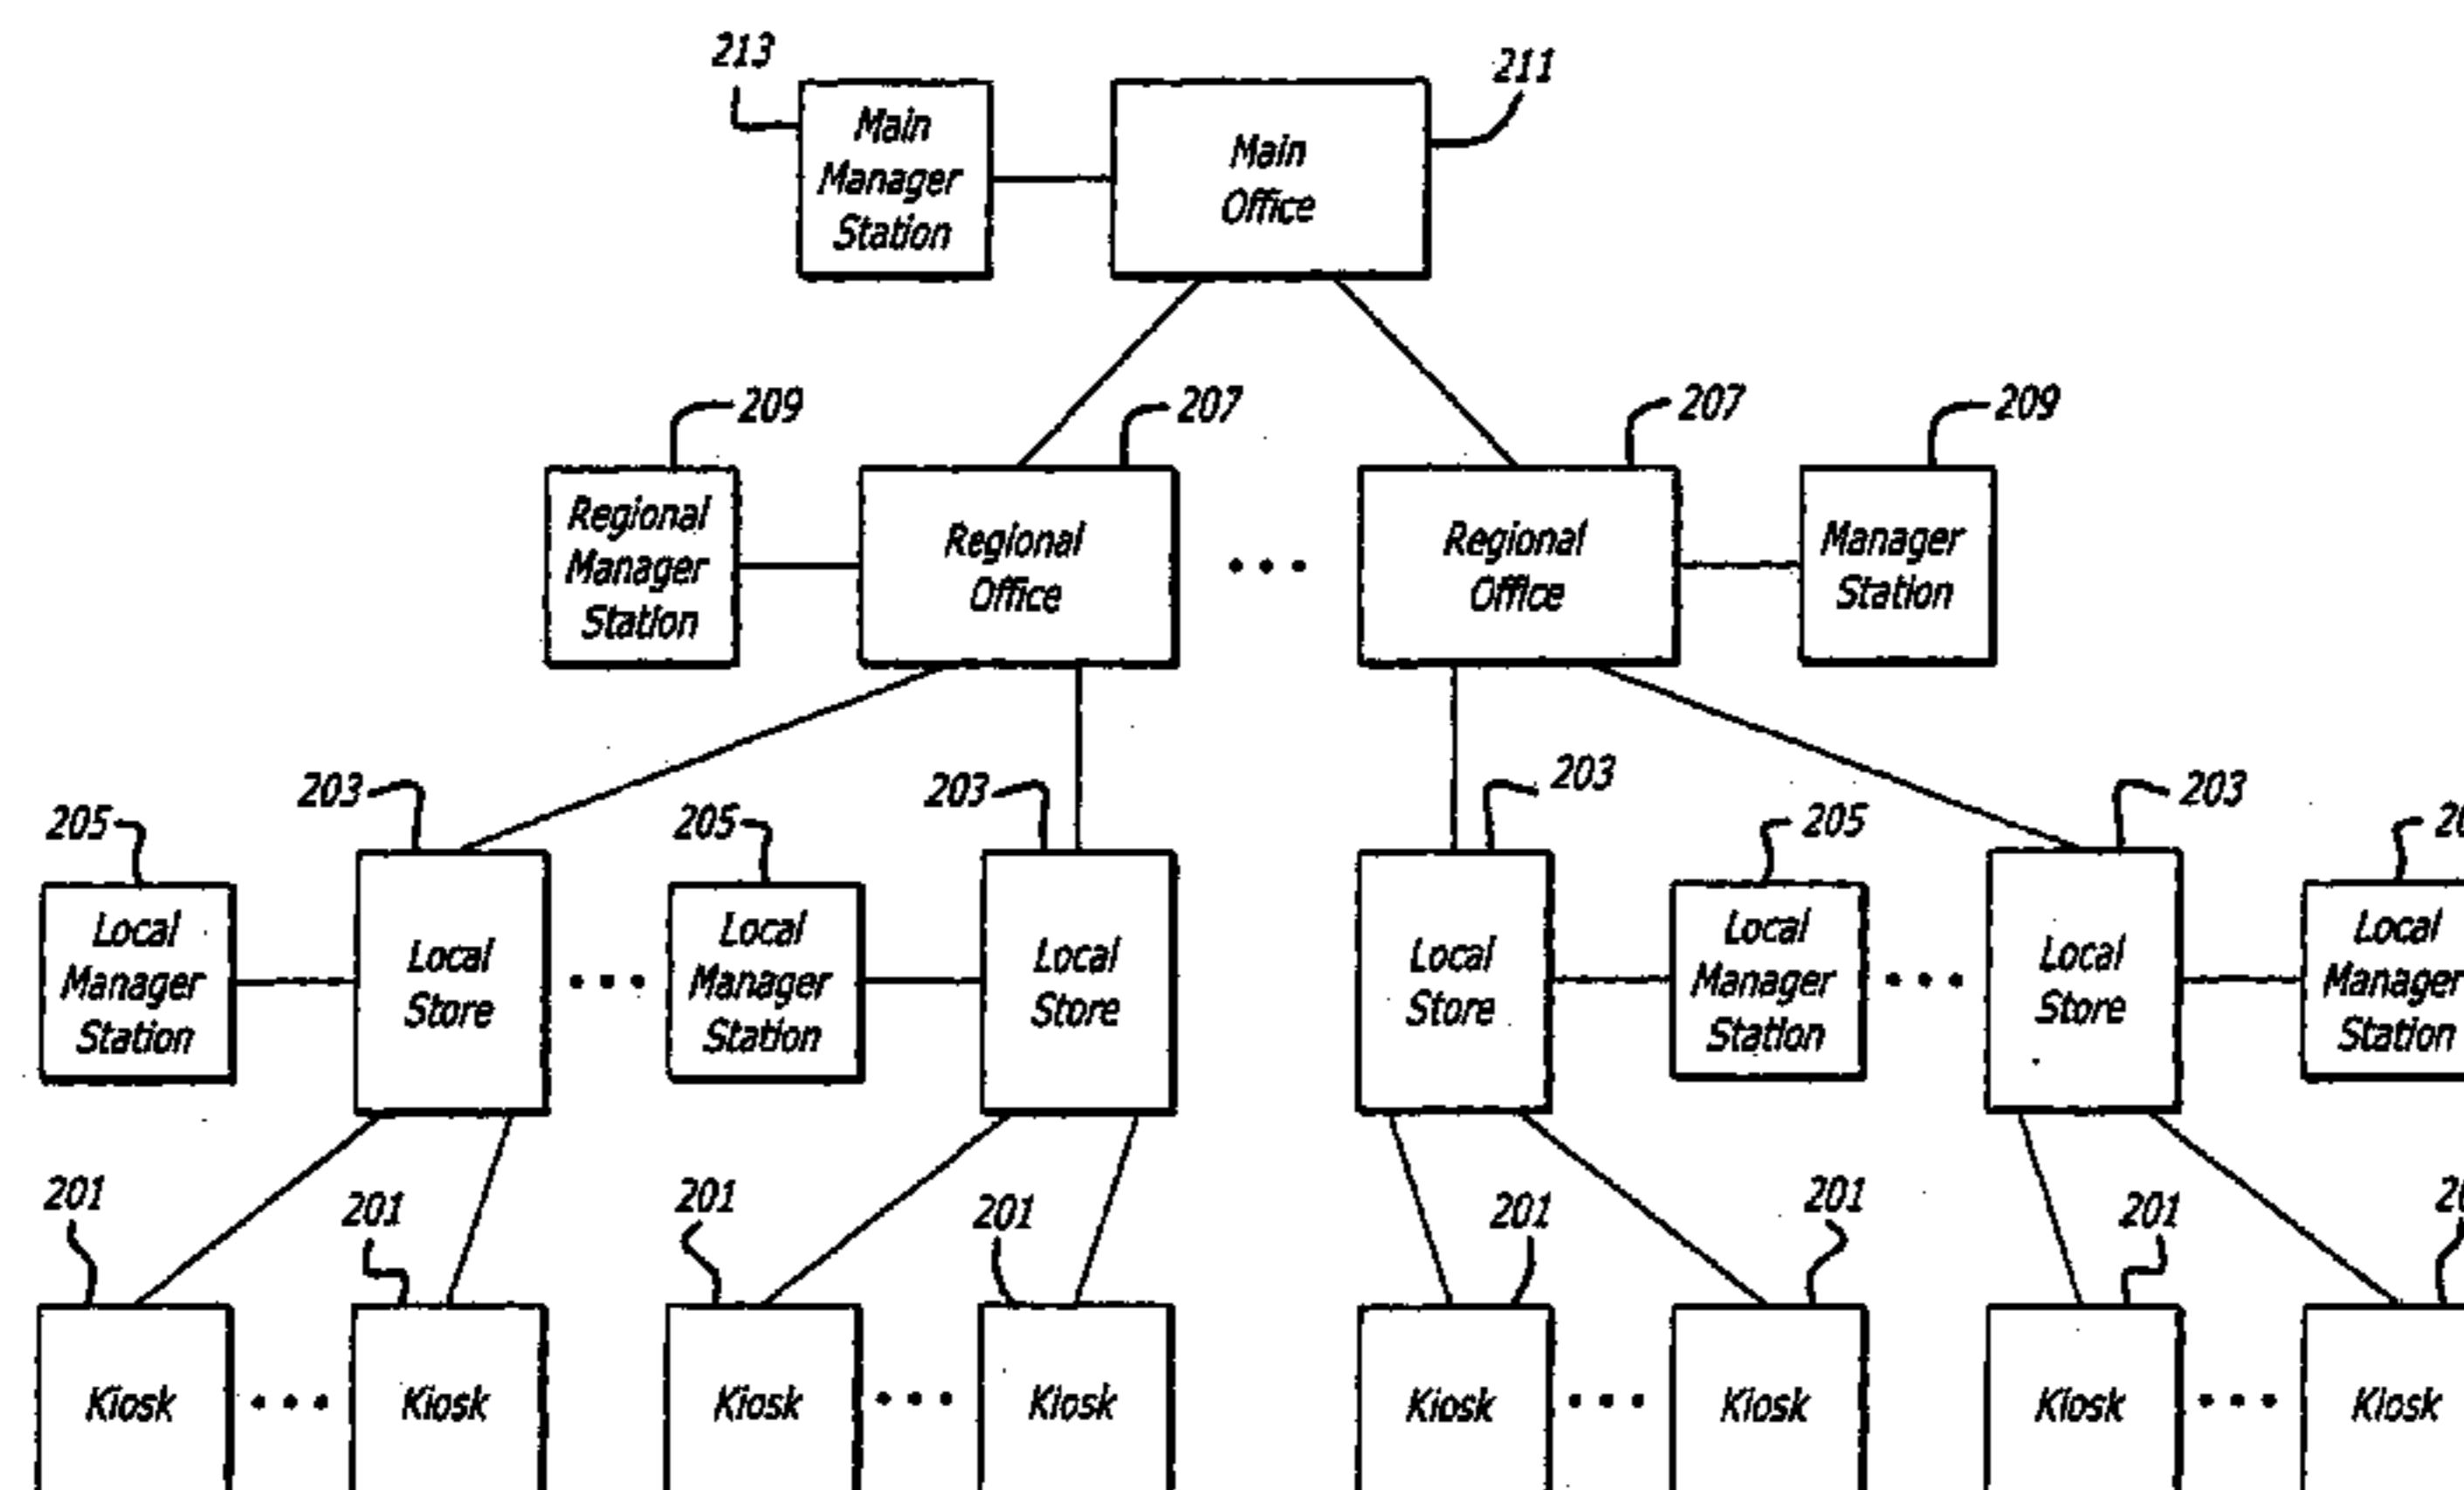 213
211
Main
Manager
Station
Main
Office
209
207
207
209
Regional
Manager
Station
Regional
Office
Regional
Office
Manager
Station
205
203
205
203
203
205
203
Local
Manager
Station
Local
Store
Local
Manager
Station
Local
Store
Local
Store
Local
Manager
Station
Local
Store
Local
Manager
Station
201
201
201
201
201
201
201
Kiosk
Kiosk
Kiosk
Kiosk
Kiosk
Kiosk
Kiosk
Kiosk